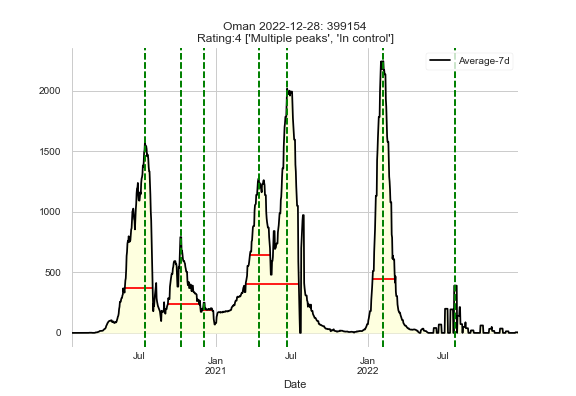 Oman 2022-12-28: 399154
Rating:4 ['Multiple peaks', 'In control']
Average-7d
2000
1500
1000
500
0
Jul
Jan
2021
Jul
Jan
2022
Jul
Date